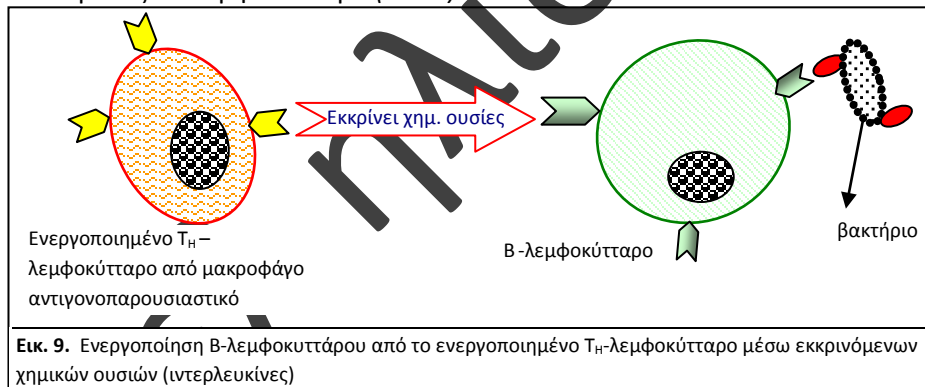 Εκκρίνει χημ. ουσίες
Ενεργοποιημένο Τ_Η –
λεμφοκύτταρο από μακροφάγο
αντιγονοπαρουσιαστικό
Β -λεμφοκύτταρο
βακτήριο
Εικ. 9. Ενεργοποίηση Β-λεμφοκυττάρου από το ενεργοποιημένο Τ_Η-λεμφοκύτταρο μέσω εκκρινόμενων
χημικών ουσιών (ιντερλευκίνες)